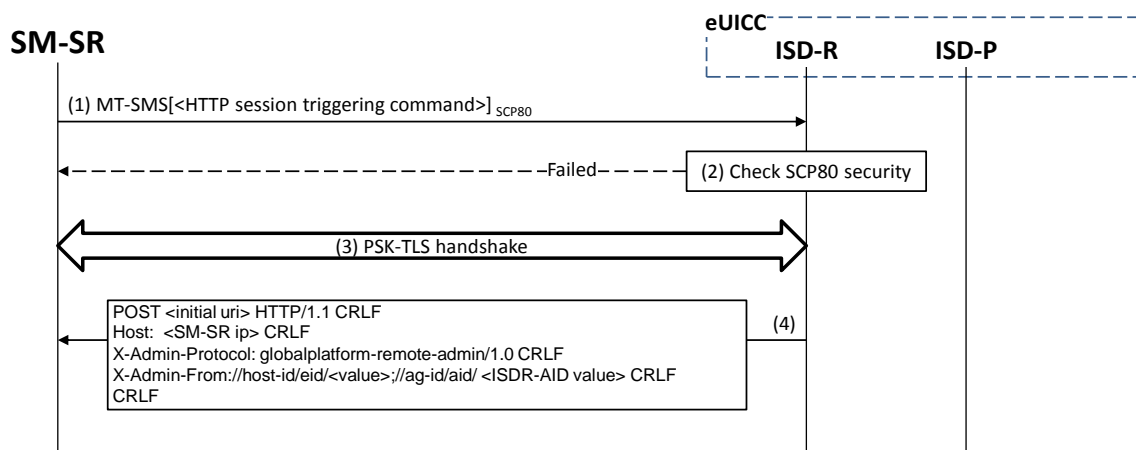 eUICC
SM-SR
ISD-R
ISD-P
(1) MT-SMS[<HTTP session triggering command>] SCP80
Failed
(2) Check SCP80 security
(3) PSK-TLS handshake
POST <initial uri> HTTP/1.1 CRLF
Host:  <SM-SR ip> CRLF
X-Admin-Protocol: globalplatform-remote-admin/1.0 CRLF
X-Admin-From://host-id/eid/<value>;//ag-id/aid/ <ISDR-AID value> CRLF
CRLF
(4)